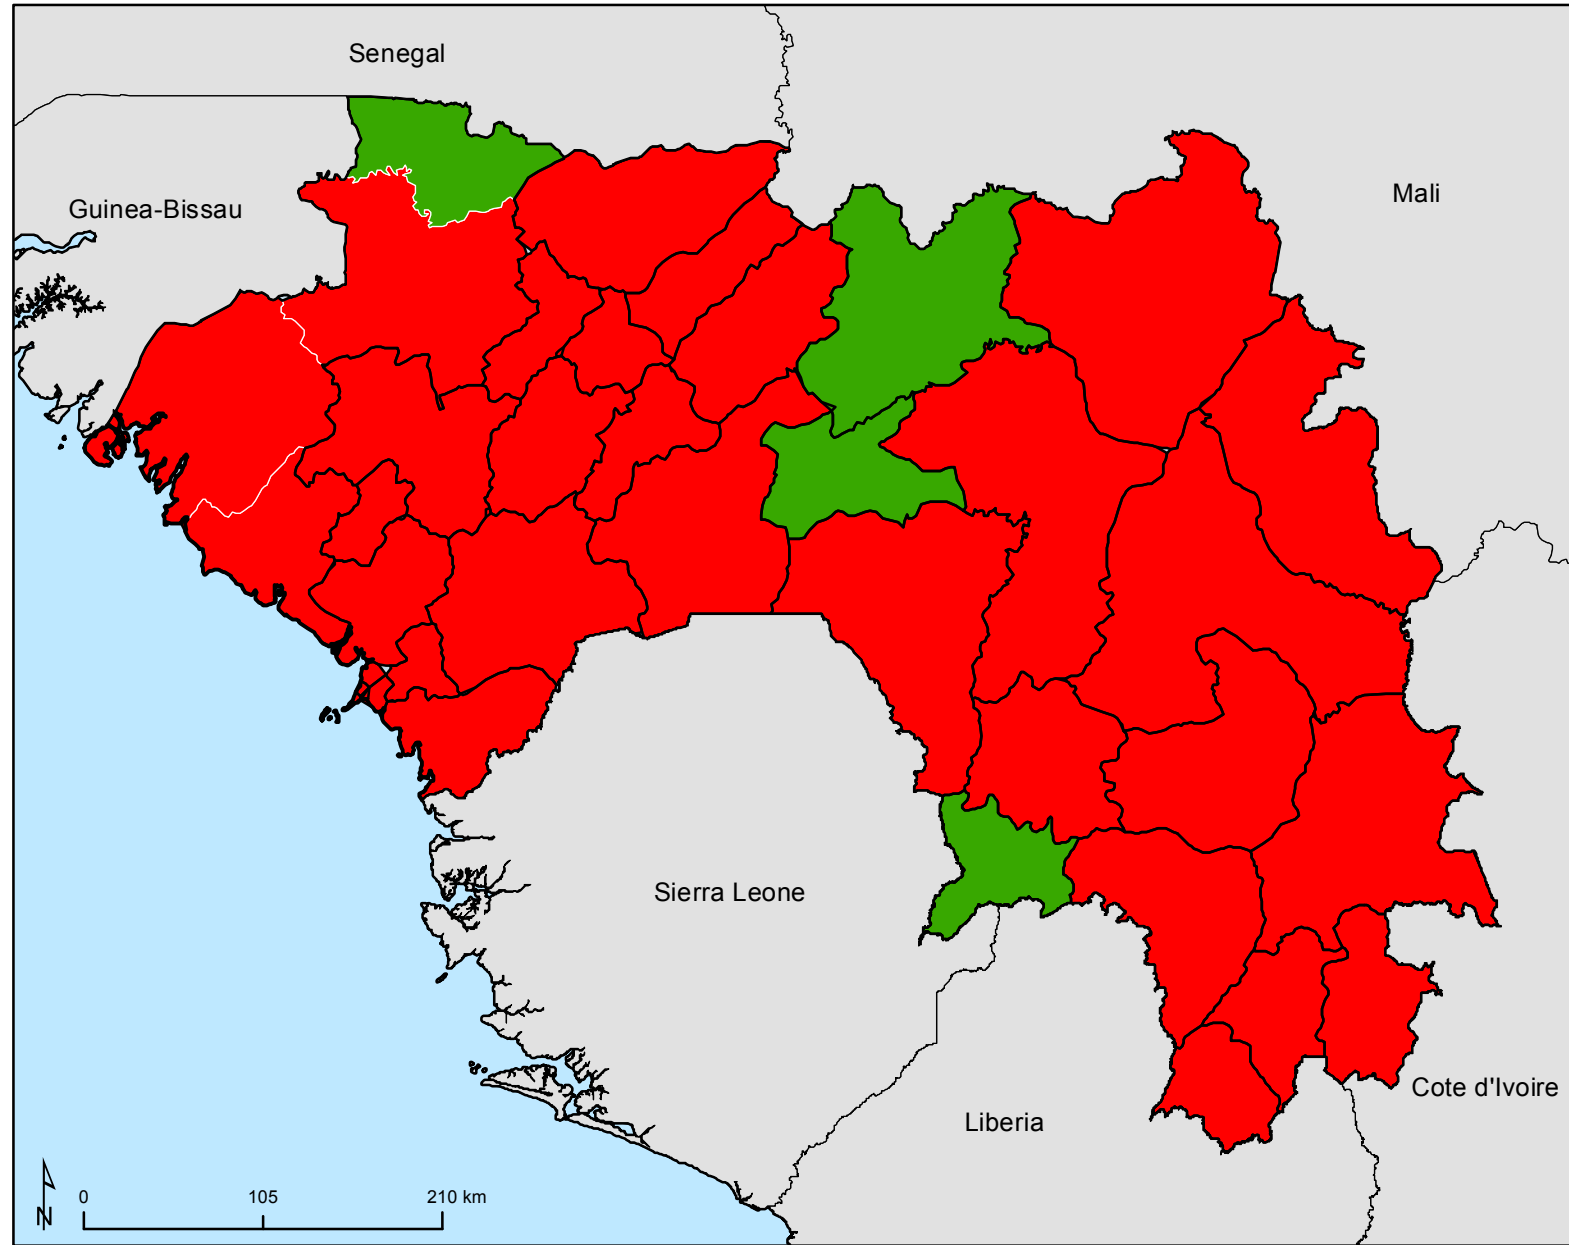 Senegal
Mali
Guinea-Bissau
Sierra Leone
Cote d'Ivoire
Liberia
0 105 210 km
N